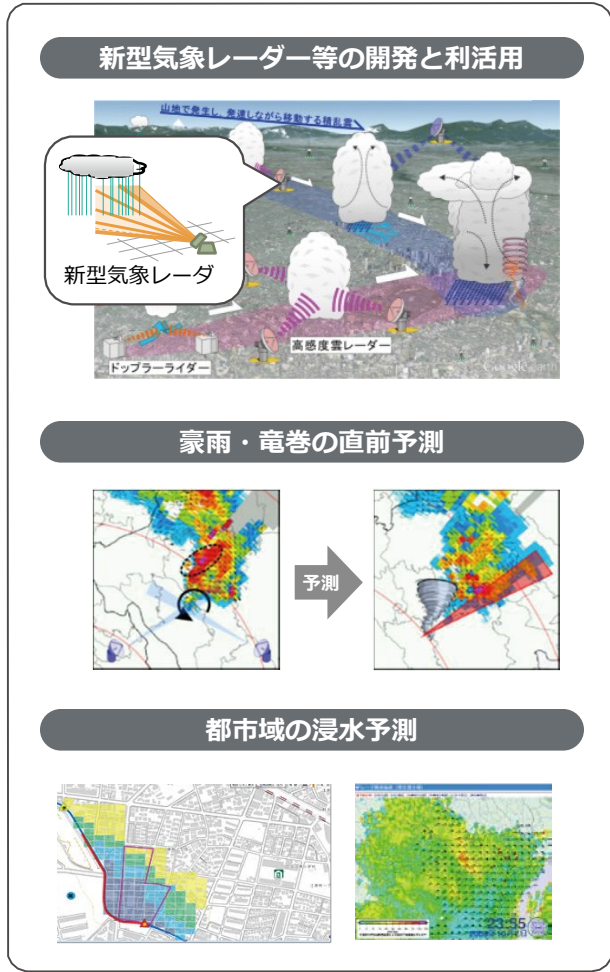 新型気象レーダー等の開発と利活用
山地で発生し、発達しながら移動する積乱雲
新型気象レーダ
高感度雲レーダー
ドップラーライダー
Google earth
豪雨・竜巻の直前予測
予測
都市域の浸水予測
23:55